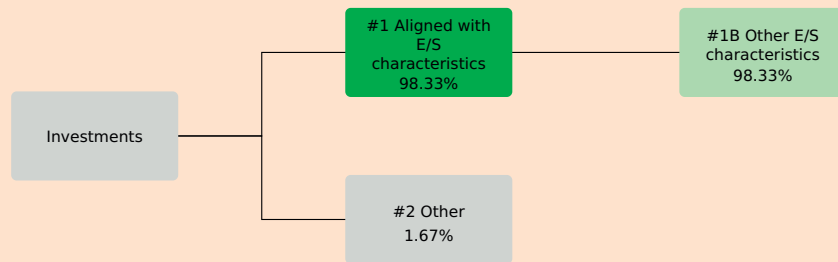 #1 Aligned with
E/S
characteristics
98.33%
#1B Other E/S
characteristics
98.33%
Investments
#2 Other
1.67%